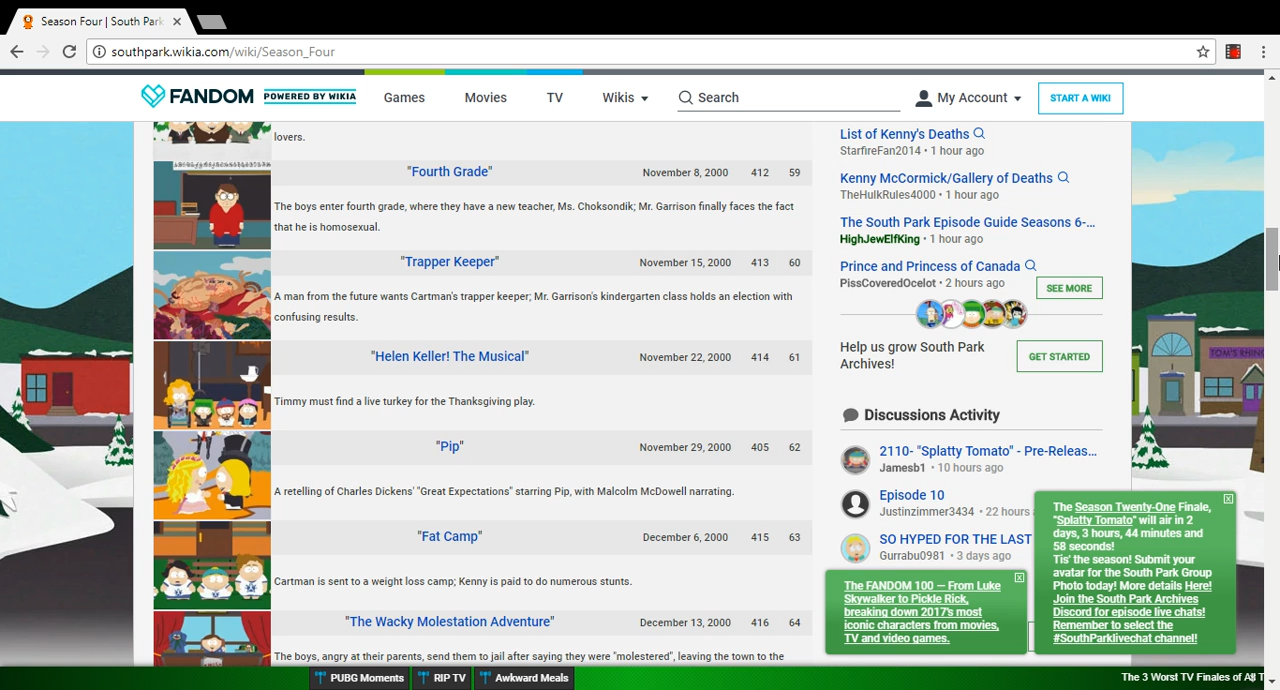 Season Four | South Park
southpark.wikia.com/wiki/Season_Four
FANDOM POWERED BY WIKIA
Games Movies TV Wikis Search My Account START A WIKI
lovers.
"Fourth Grade" November 8, 2000 412 59
The boys enter fourth grade, where they have a new teacher, Ms. Choksondik; Mr. Garrison finally faces the fact
that he is homosexual.
"Trapper Keeper" November 15, 2000 413 60
A man from the future wants Cartman's trapper keeper; Mr. Garrison's kindergarten class holds an election with
confusing results.
"Helen Keller! The Musical" November 22, 2000 414 61
Timmy must find a live turkey for the Thanksgiving play.
"Pip" November 29, 2000 405 62
A retelling of Charles Dickens' "Great Expectations" starring Pip, with Malcolm McDowell narrating.
"Fat Camp" December 6, 2000 415 63
Cartman is sent to a weight loss camp; Kenny is paid to do numerous stunts.
"The Wacky Molestation Adventure" December 13, 2000 416 64
The boys, angry at their parents, send them to jail after saying they were "molestered", leaving the town to the
List of Kenny's Deaths
StarfireFan2014 • 1 hour ago
Kenny McCormick/Gallery of Deaths
TheHulkRules4000 • 1 hour ago
The South Park Episode Guide Seasons 6-...
HighJewElfKing • 1 hour ago
Prince and Princess of Canada
PissCoveredOcelot • 2 hours ago
SEE MORE
Help us grow South Park
Archives!
GET STARTED
Discussions Activity
2110- "Splatty Tomato" - Pre-Releas...
Jamesb1 • 10 hours ago
Episode 10
Justinzimmer3434 • 22 hours
SO HYPED FOR THE LAST
Gurrabu0981 • 3 days ago
The FANDOM 100 — From Luke
Skywalker to Pickle Rick,
breaking down 2017's most
iconic characters from movies,
TV and video games.
The Season Twenty-One Finale,
"Splatty Tomato" will air in 2
days, 3 hours, 44 minutes and
58 seconds!
Tis' the season! Submit your
avatar for the South Park Group
Photo today! More details Here!
Join the South Park Archives
Discord for episode live chats!
Remember to select the
#SouthParklivechat channel!
TOM'S RHINO
PUBG Moments RIP TV Awkward Meals
The 3 Worst TV Finales of All T